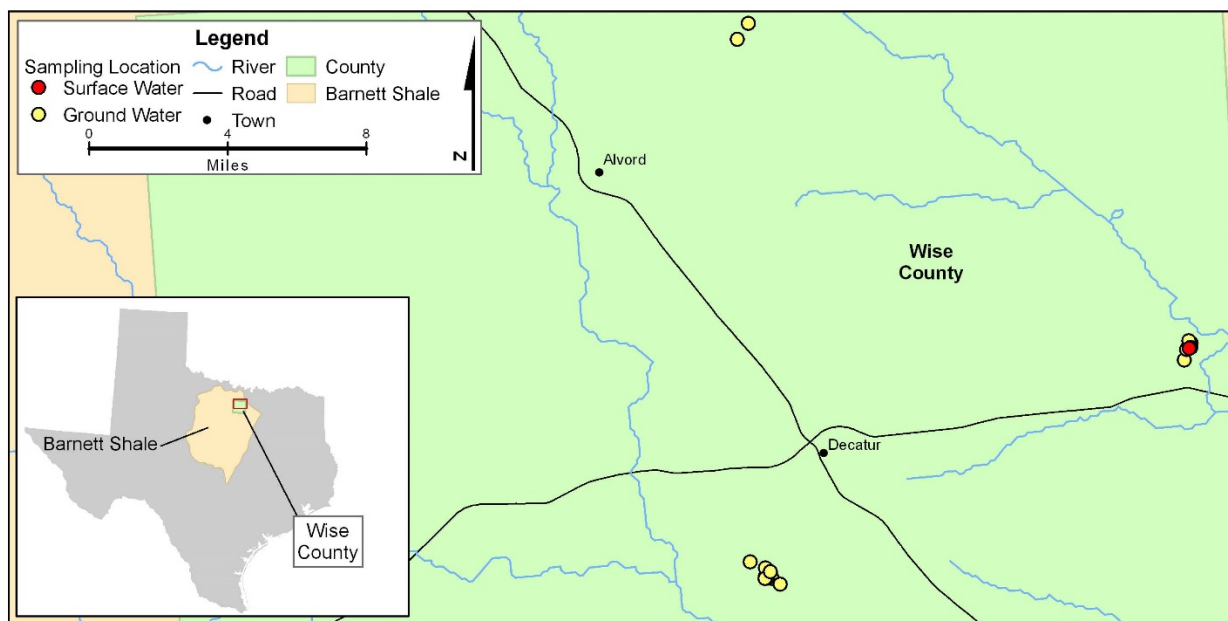 Legend
Sampling Location
Surface Water
Ground Water
River
Road
Town
County
Barnett Shale
0 4 8
Miles
N
Alvord
Wise
County
Decatur
Barnett Shale
Wise
County